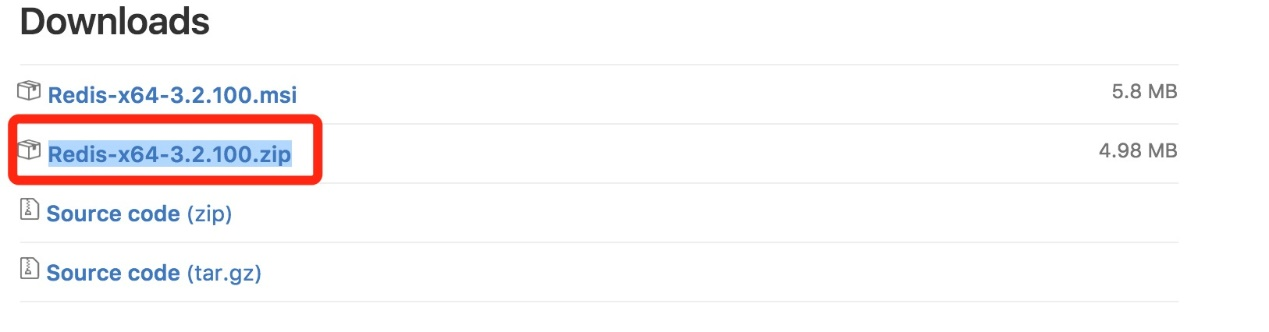 Downloads
Redis-x64-3.2.100.msi 5.8 MB
Redis-x64-3.2.100.zip 4.98 MB
Source code (zip)
Source code (tar.gz)